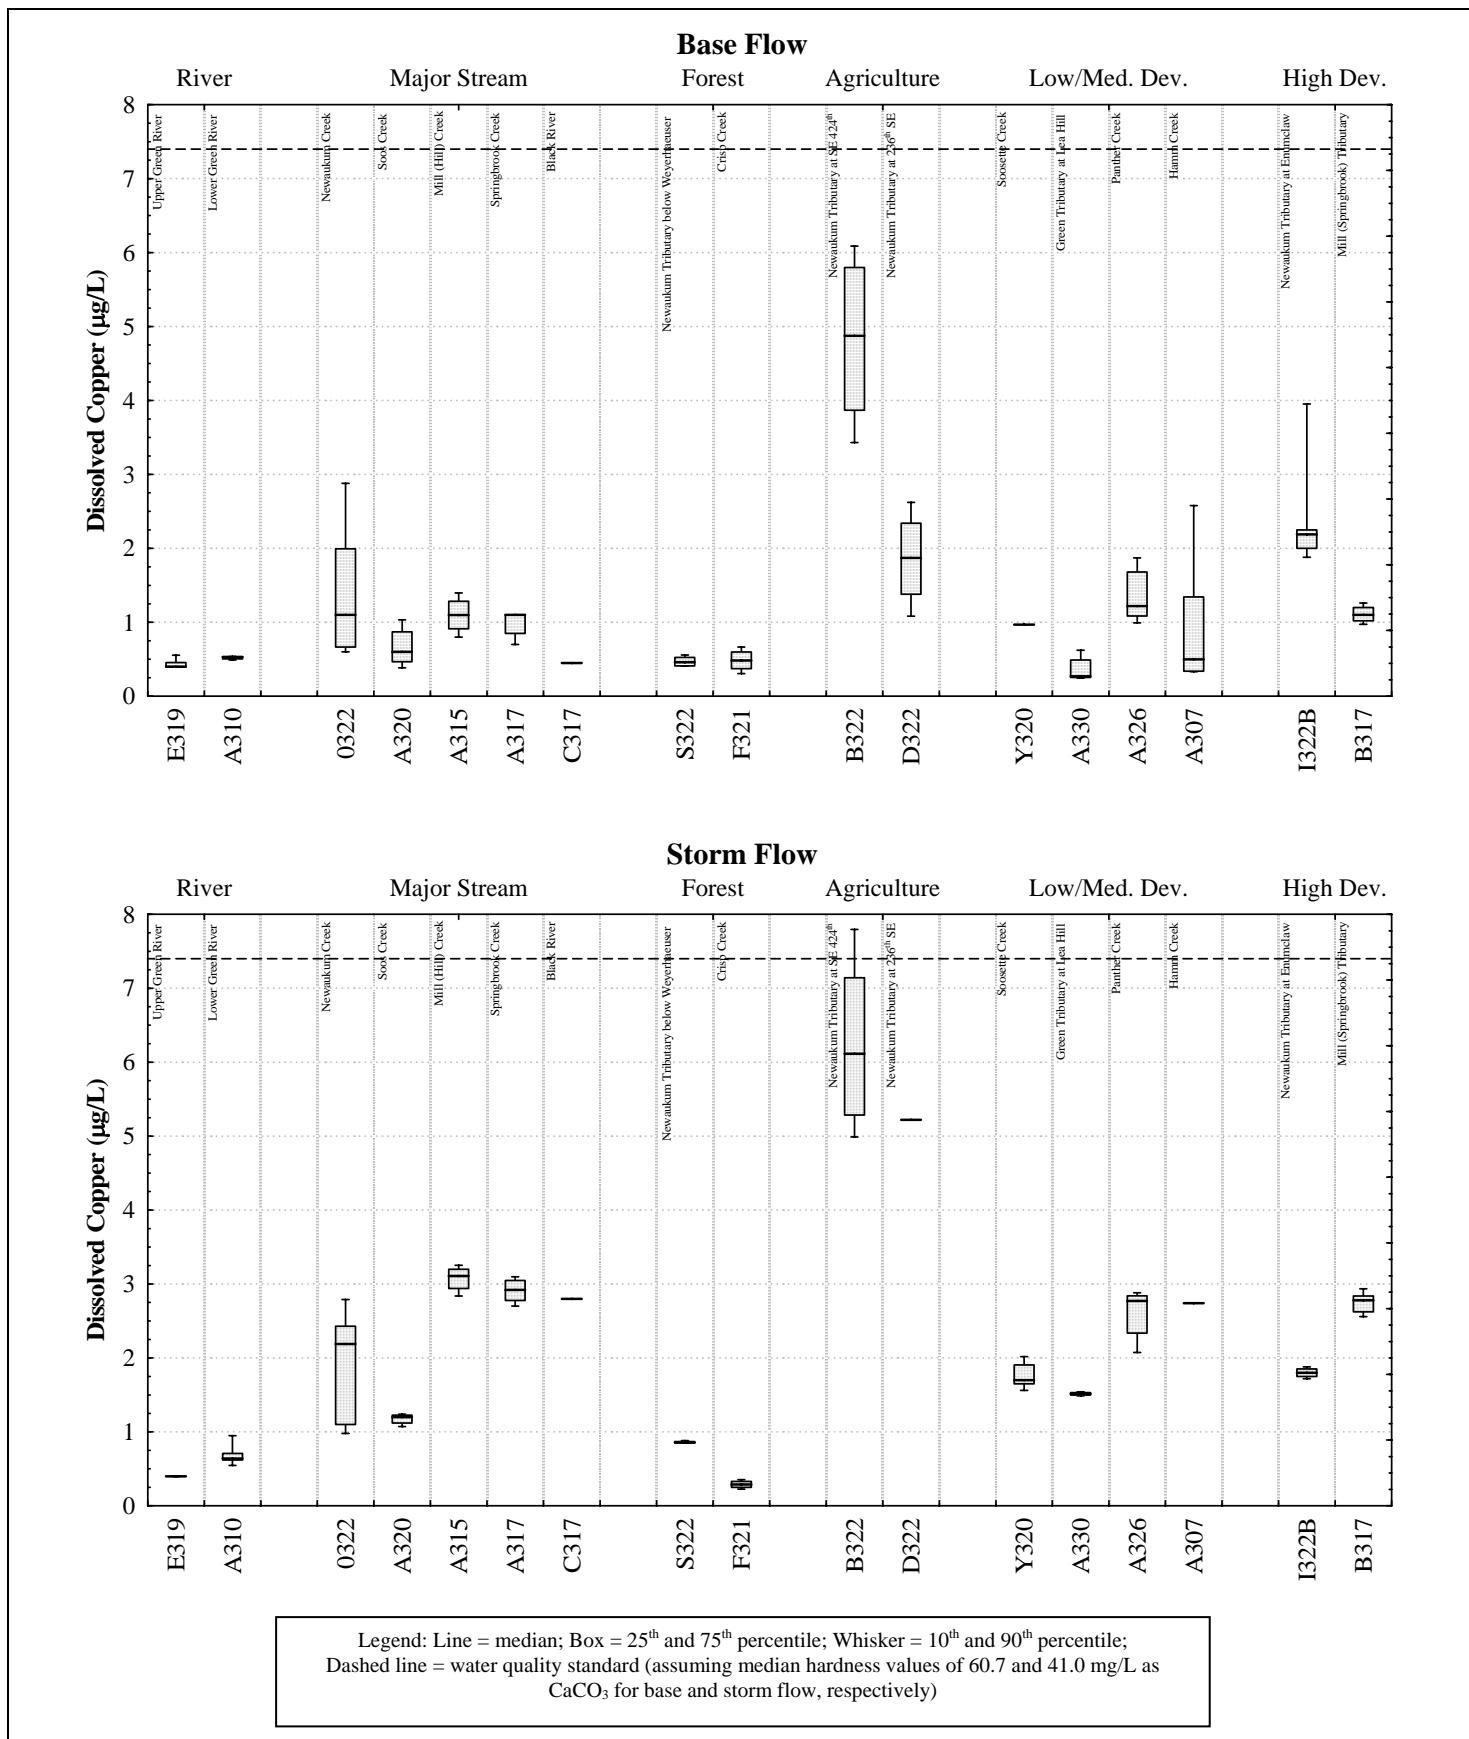 Base Flow
River Major Stream Forest Agriculture Low/Med. Dev. High Dev.
8
7
6
5
4
3
2
1
0
Dissolved Copper (µg/L)
Upper Green River
Lower Green River
Newaukum Creek
Soos Creek
Mill (Hill) Creek
Springbrook Creek
Black River
Newaukum Tributary below Weyerhaeuser
Crisp Creek
Newaukum Tributary at SE 424th
Newaukum Tributary at 236th SE
Soosette Creek
Green Tributary at Lea Hill
Panther Creek
Hamm Creek
Newaukum Tributary at Enumclaw
Mill (Springbrook) Tributary
E319
A310
0322
A320
A315
A317
C317
S322
F321
B322
D322
Y320
A330
A326
A307
I322B
B317
Storm Flow
River Major Stream Forest Agriculture Low/Med. Dev. High Dev.
8
7
6
5
4
3
2
1
0
Dissolved Copper (µg/L)
Upper Green River
Lower Green River
Newaukum Creek
Soos Creek
Mill (Hill) Creek
Springbrook Creek
Black River
Newaukum Tributary below Weyerhaeuser
Crisp Creek
Newaukum Tributary at SE 424th
Newaukum Tributary at 236th SE
Soosette Creek
Green Tributary at Lea Hill
Panther Creek
Hamm Creek
Newaukum Tributary at Enumclaw
Mill (Springbrook) Tributary
E319
A310
0322
A320
A315
A317
C317
S322
F321
B322
D322
Y320
A330
A326
A307
I322B
B317
Legend: Line = median; Box = 25th and 75th percentile; Whisker = 10th and 90th percentile;
Dashed line = water quality standard (assuming median hardness values of 60.7 and 41.0 mg/L as
CaCO3 for base and storm flow, respectively)